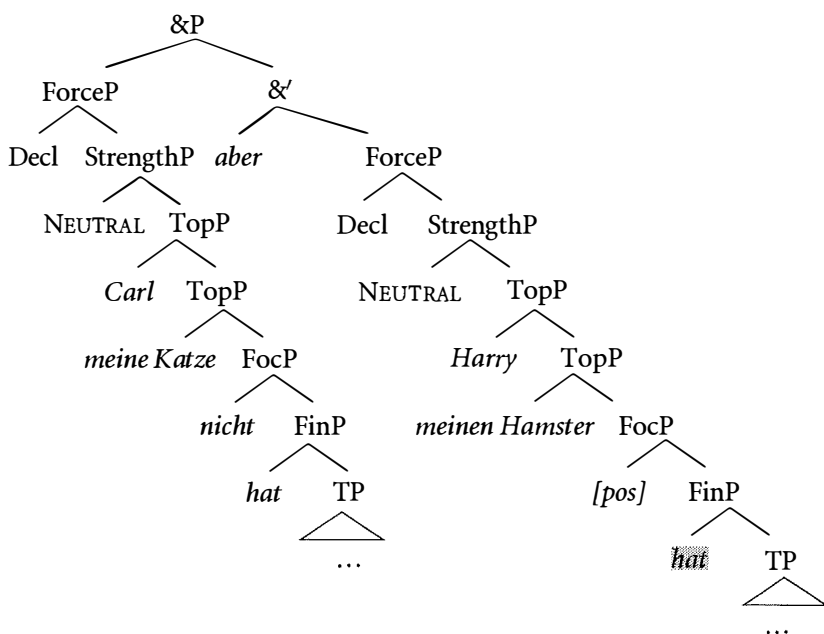 &P
ForceP &′
Decl StrengthP aber ForceP
NEUTRAL TopP Decl StrengthP
Carl TopP NEUTRAL TopP
meine Katze FocP Harry TopP
nicht FinP meinen Hamster FocP
hat TP [pos] FinP
… hat TP
…